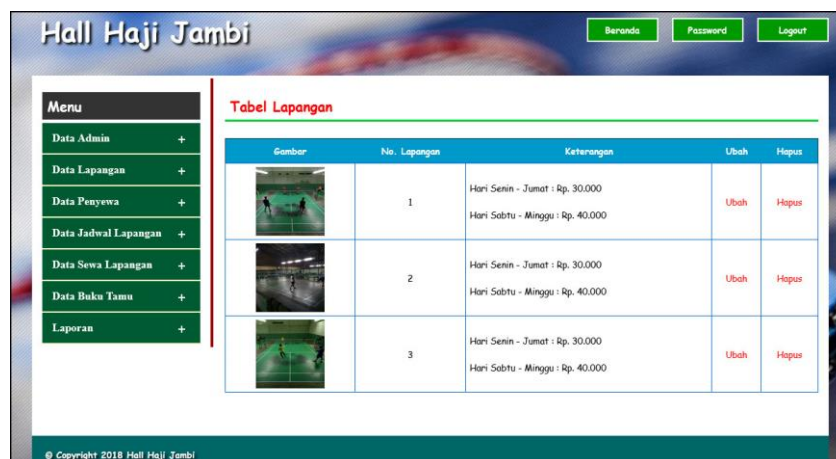 Hall Haji Jambi
Beranda Password Logout
Menu
Data Admin +
Data Lapangan +
Data Penyewa +
Data Jadwal Lapangan +
Data Sewa Lapangan +
Data Buku Tamu +
Laporan +
Tabel Lapangan
Gambar No. Lapangan Keterangan Ubah Hapus
1 Hari Senin - Jumat : Rp. 30.000
Hari Sabtu - Minggu : Rp. 40.000 Ubah Hapus
2 Hari Senin - Jumat : Rp. 30.000
Hari Sabtu - Minggu : Rp. 40.000 Ubah Hapus
3 Hari Senin - Jumat : Rp. 30.000
Hari Sabtu - Minggu : Rp. 40.000 Ubah Hapus
© Copyright 2018 Hall Haji Jambi